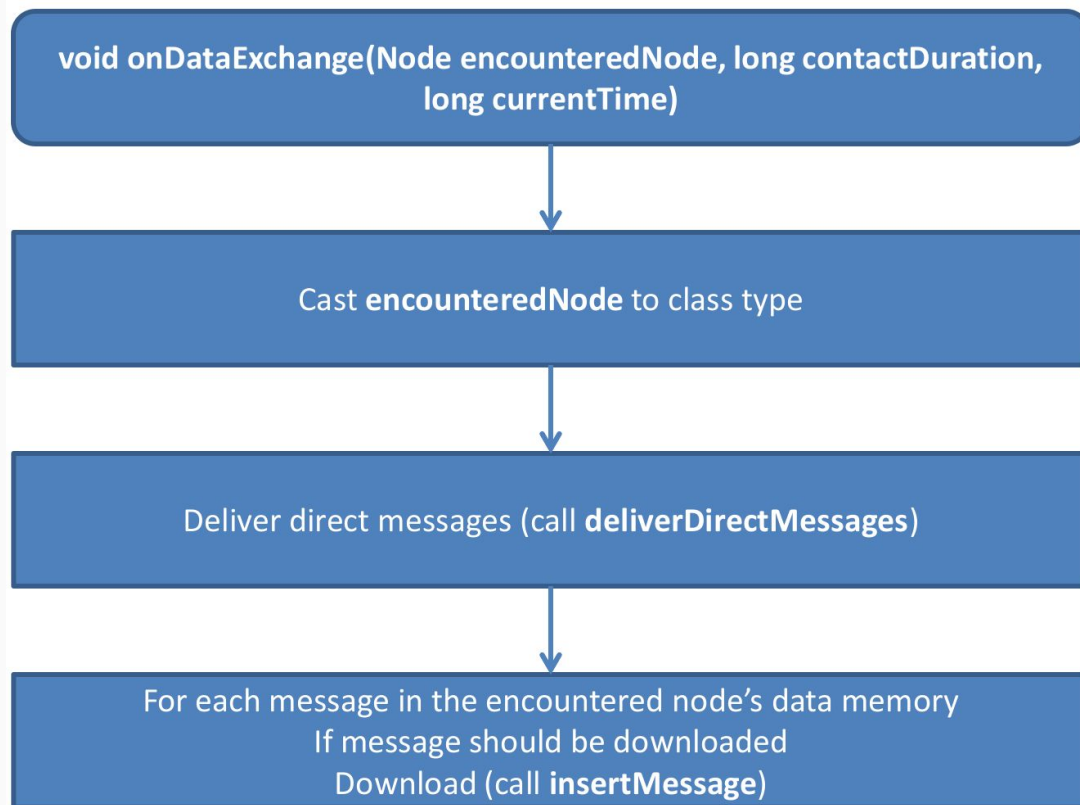 void onDataExchange(Node encounteredNode, long contactDuration,
long currentTime)
Cast encounteredNode to class type
Deliver direct messages (call deliverDirectMessages)
For each message in the encountered node’s data memory
If message should be downloaded
Download (call insertMessage)